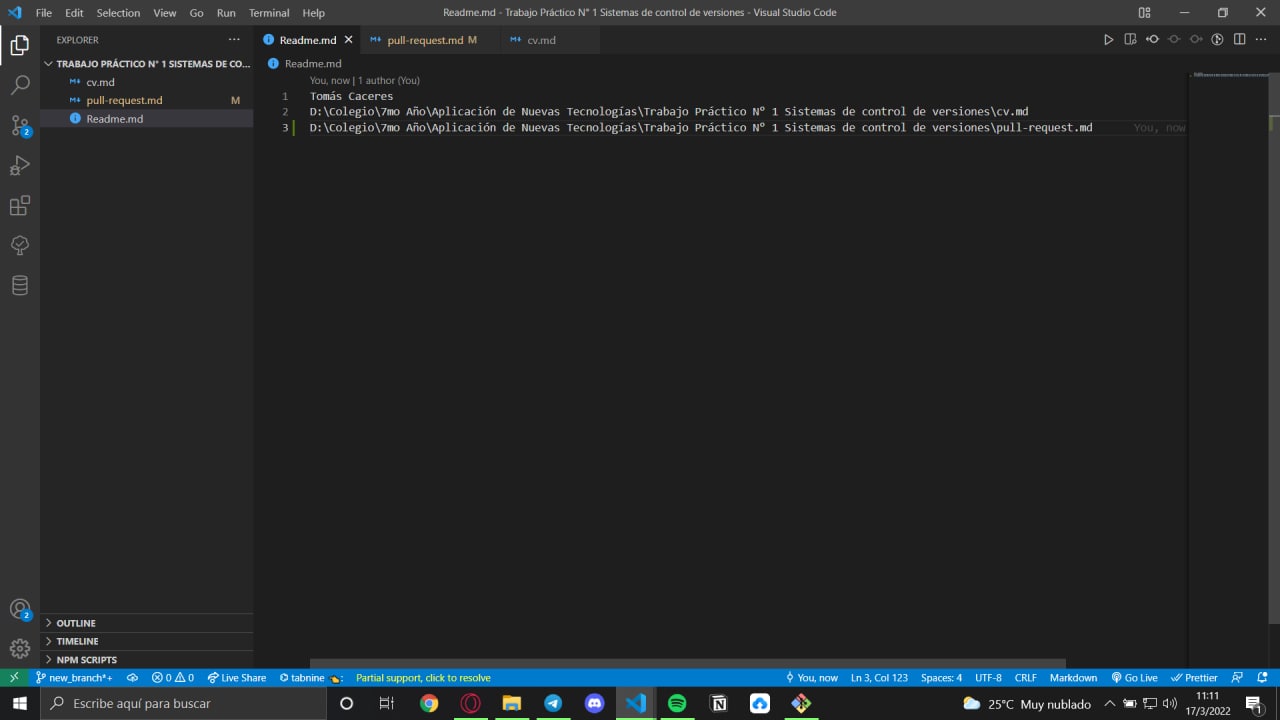 File Edit Selection View Go Run Terminal Help
Readme.md - Trabajo Práctico N° 1 Sistemas de control de versiones - Visual Studio Code
EXPLORER
Readme.md
pull-request.md M
cv.md
TRABAJO PRÁCTICO N° 1 SISTEMAS DE CO...
Readme.md
cv.md
pull-request.md M
Readme.md
You, now | 1 author (You)
1 Tomás Caceres
2 D:\Colegio\7mo Año\Aplicación de Nuevas Tecnologías\Trabajo Práctico Nº 1 Sistemas de control de versiones\cv.md
3 D:\Colegio\7mo Año\Aplicación de Nuevas Tecnologías\Trabajo Práctico Nº 1 Sistemas de control de versiones\pull-request.md You, now
2
2
OUTLINE
TIMELINE
NPM SCRIPTS
new_branch*+ 0 0 Live Share tabnine Partial support, click to resolve You, now Ln 3, Col 123 Spaces: 4 UTF-8 CRLF Markdown Go Live Prettier
Escribe aquí para buscar
25°C Muy nublado
11:11
17/3/2022
1